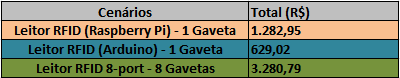 Cenários Total (R$)
Leitor RFID (Raspberry Pi) - 1 Gaveta 1.282,95
Leitor RFID (Arduino) - 1 Gaveta 629,02
Leitor RFID 8-port - 8 Gavetas 3.280,79